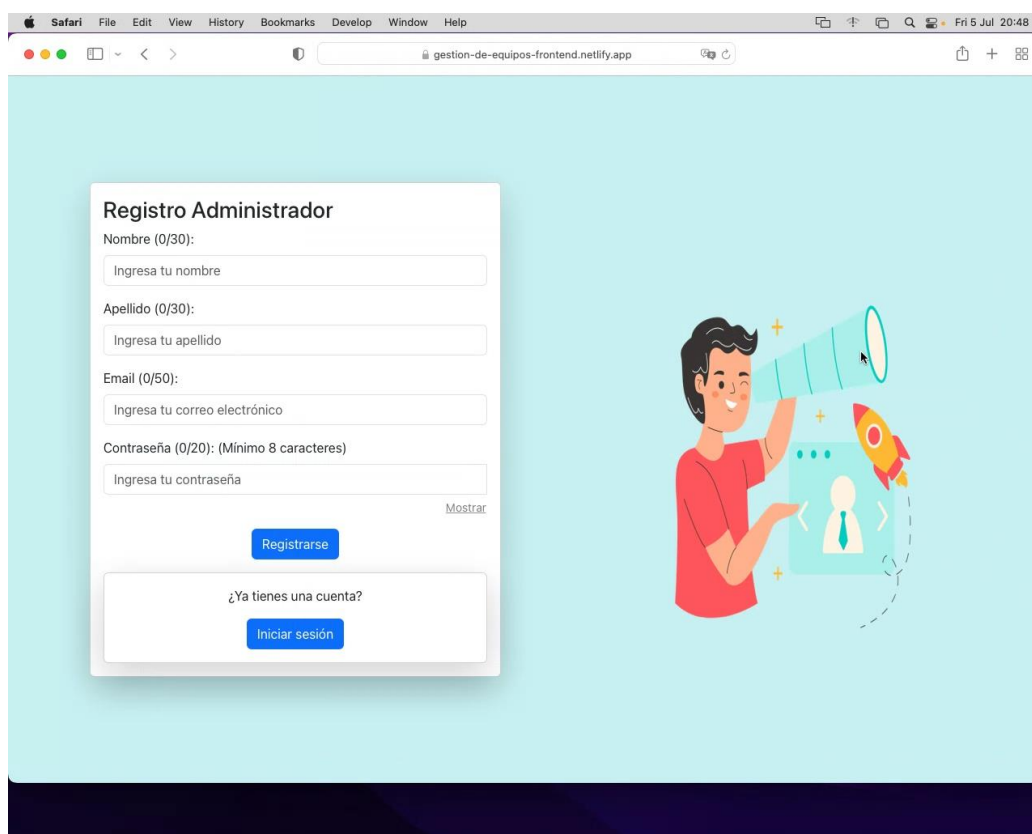 Safari File Edit View History Bookmarks Develop Window Help Fri 5 Jul 20:48
gestion-de-equipos-frontend.netlify.app
Registro Administrador
Nombre (0/30):
Ingresa tu nombre
Apellido (0/30):
Ingresa tu apellido
Email (0/50):
Ingresa tu correo electrónico
Contraseña (0/20): (Mínimo 8 caracteres)
Ingresa tu contraseña
Mostrar
Registrarse
¿Ya tienes una cuenta?
Iniciar sesión